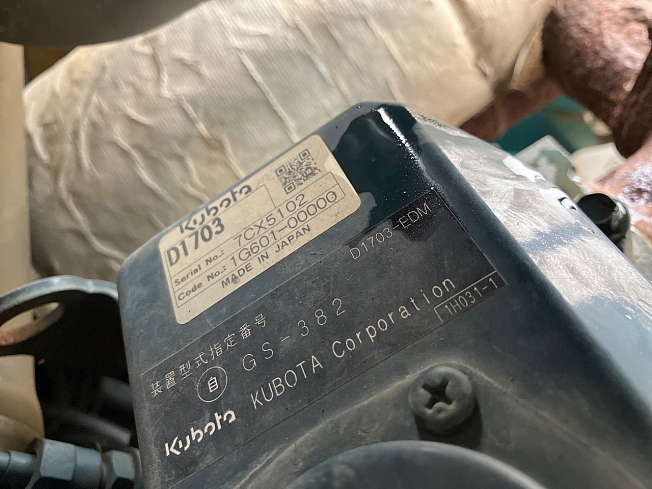 Kubota
D1703
Serial No.: 7CX5102
Code No.: 1G601-00000
MADE IN JAPAN
D1703-EDM
装置型式指定番号
自 GS-382
Kubota KUBOTA Corporation
1H031-1